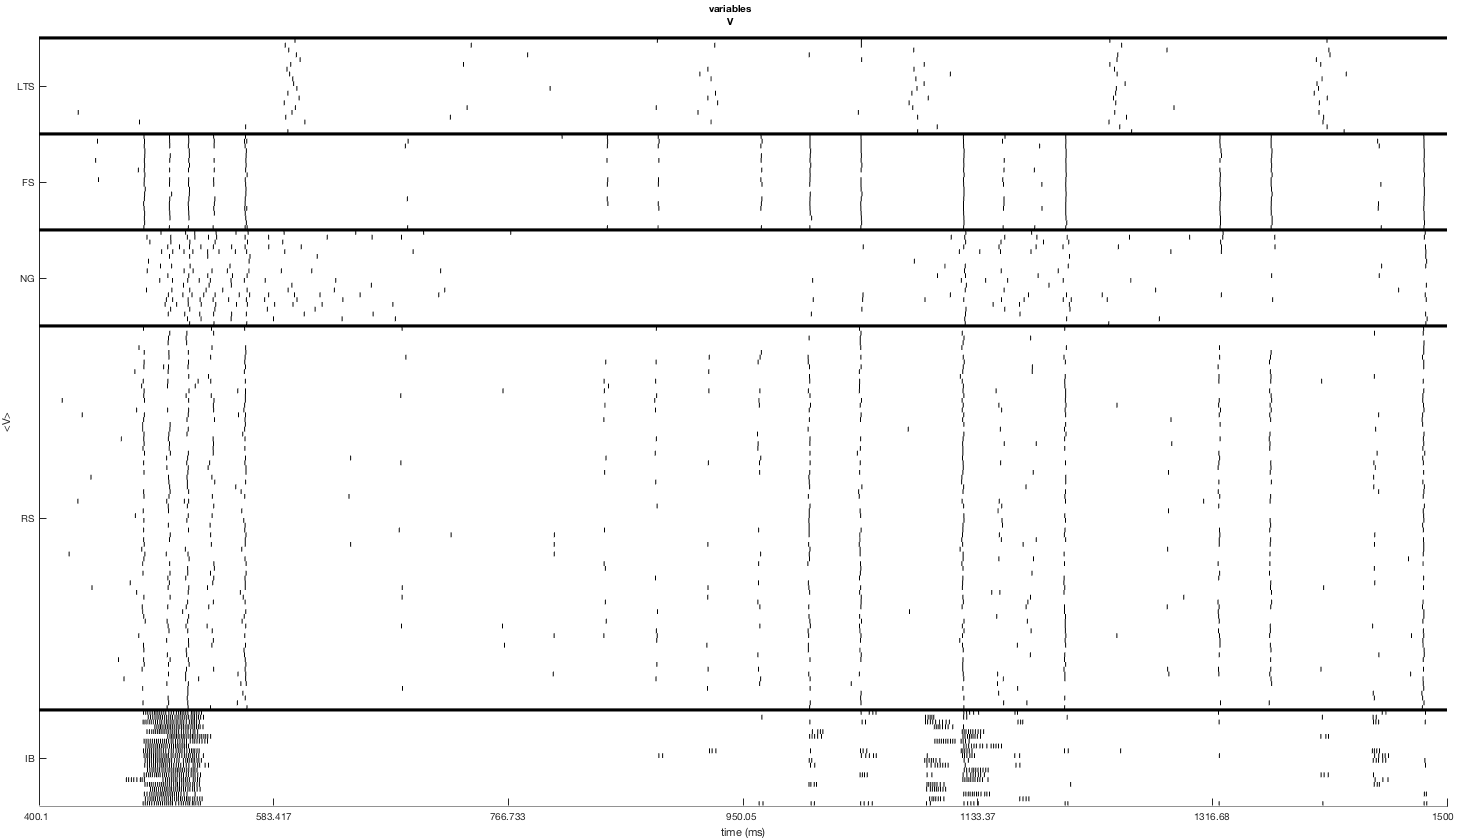 variables
V
LTS
FS
NG
RS
IB
<V>
400.1 583.417 766.733 950.05 1133.37 1316.68 1500
time (ms)